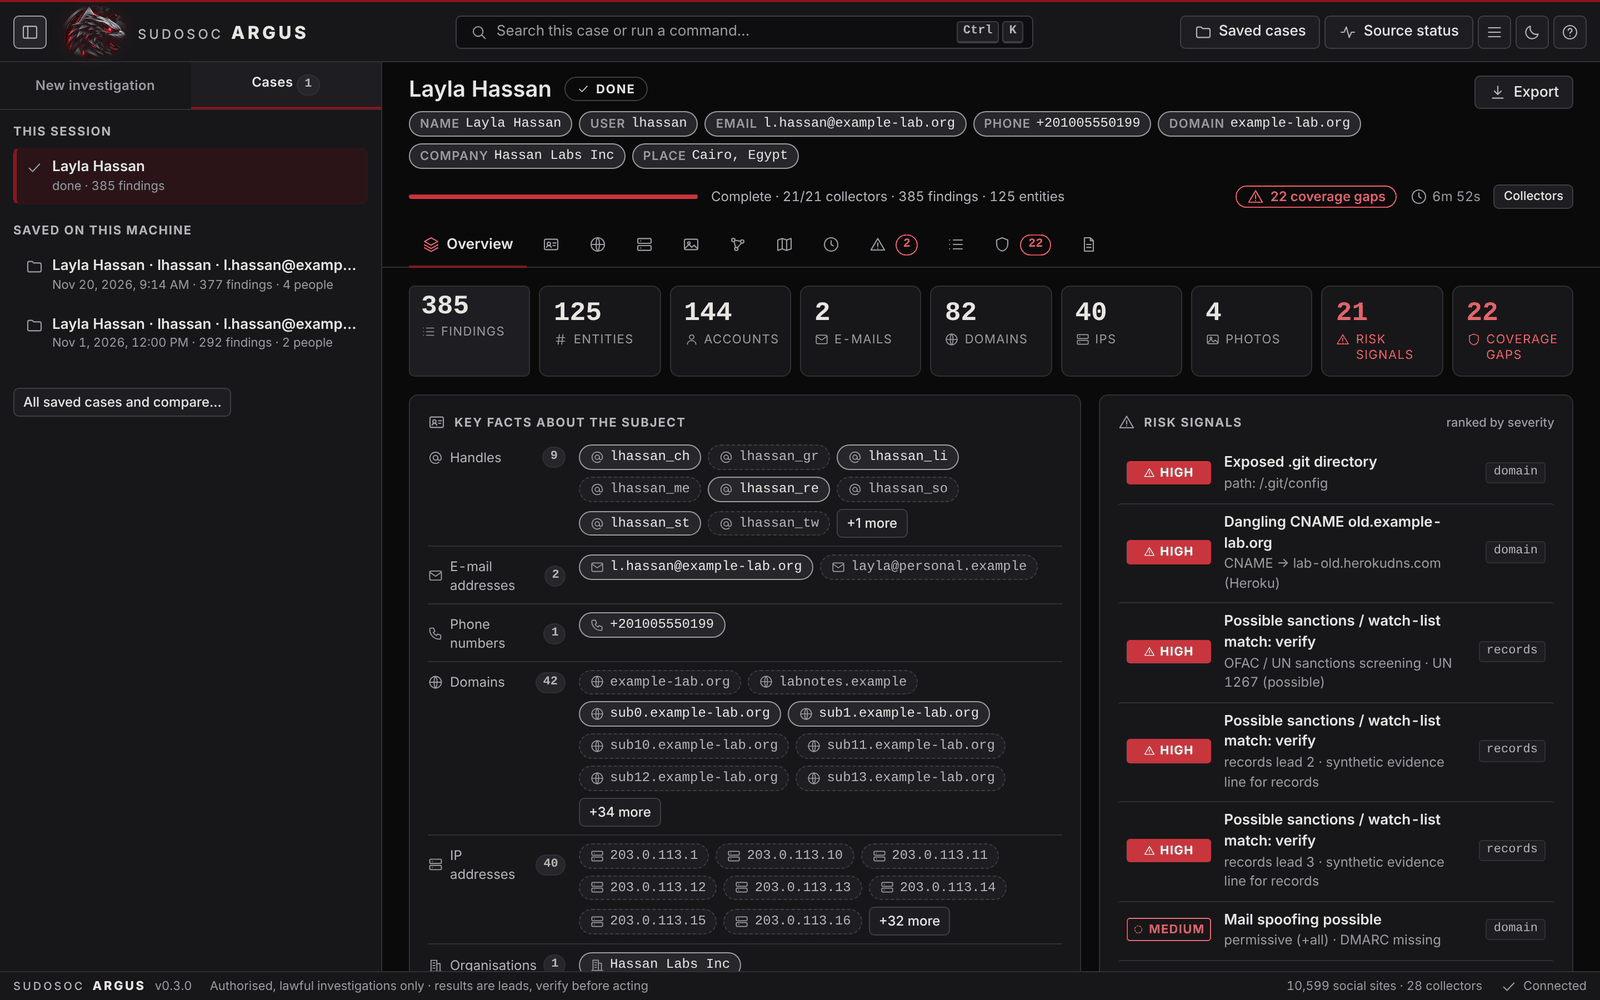 SUDOSOC ARGUS
Search this case or run a command...
Ctrl K
Saved cases
Source status
New investigation
Cases 1
THIS SESSION
Layla Hassan
done · 385 findings
SAVED ON THIS MACHINE
Layla Hassan · lhassan · l.hassan@examp...
Nov 20, 2026, 9:14 AM · 377 findings · 4 people
Layla Hassan · lhassan · l.hassan@examp...
Nov 1, 2026, 12:00 PM · 292 findings · 2 people
All saved cases and compare...
Layla Hassan DONE
Export
NAME Layla Hassan USER lhassan EMAIL l.hassan@example-lab.org PHONE +201005550199 DOMAIN example-lab.org
COMPANY Hassan Labs Inc PLACE Cairo, Egypt
Complete · 21/21 collectors · 385 findings · 125 entities
22 coverage gaps
6m 52s
Collectors
Overview 2 22
385
FINDINGS
125
ENTITIES
144
ACCOUNTS
2
E-MAILS
82
DOMAINS
40
IPS
4
PHOTOS
21
RISK
SIGNALS
22
COVERAGE
GAPS
KEY FACTS ABOUT THE SUBJECT
Handles 9
lhassan_ch lhassan_gr lhassan_li
lhassan_me lhassan_re lhassan_so
lhassan_st lhassan_tw +1 more
E-mail
addresses 2
l.hassan@example-lab.org layla@personal.example
Phone
numbers 1
+201005550199
Domains 42
example-1ab.org labnotes.example
sub0.example-lab.org sub1.example-lab.org
sub10.example-lab.org sub11.example-lab.org
sub12.example-lab.org sub13.example-lab.org
+34 more
IP
addresses 40
203.0.113.1 203.0.113.10 203.0.113.11
203.0.113.12 203.0.113.13 203.0.113.14
203.0.113.15 203.0.113.16 +32 more
Organisations 1
Hassan Labs Inc
RISK SIGNALS
ranked by severity
HIGH
Exposed .git directory
path: /.git/config
domain
HIGH
Dangling CNAME old.example-
lab.org
CNAME → lab-old.herokudns.com
(Heroku)
domain
HIGH
Possible sanctions / watch-list
match: verify
OFAC / UN sanctions screening · UN
1267 (possible)
records
HIGH
Possible sanctions / watch-list
match: verify
records lead 2 · synthetic evidence
line for records
records
HIGH
Possible sanctions / watch-list
match: verify
records lead 3 · synthetic evidence
line for records
records
MEDIUM
Mail spoofing possible
permissive (+all) · DMARC missing
domain
SUDOSOC ARGUS v0.3.0
Authorised, lawful investigations only · results are leads, verify before acting
10,599 social sites · 28 collectors
Connected